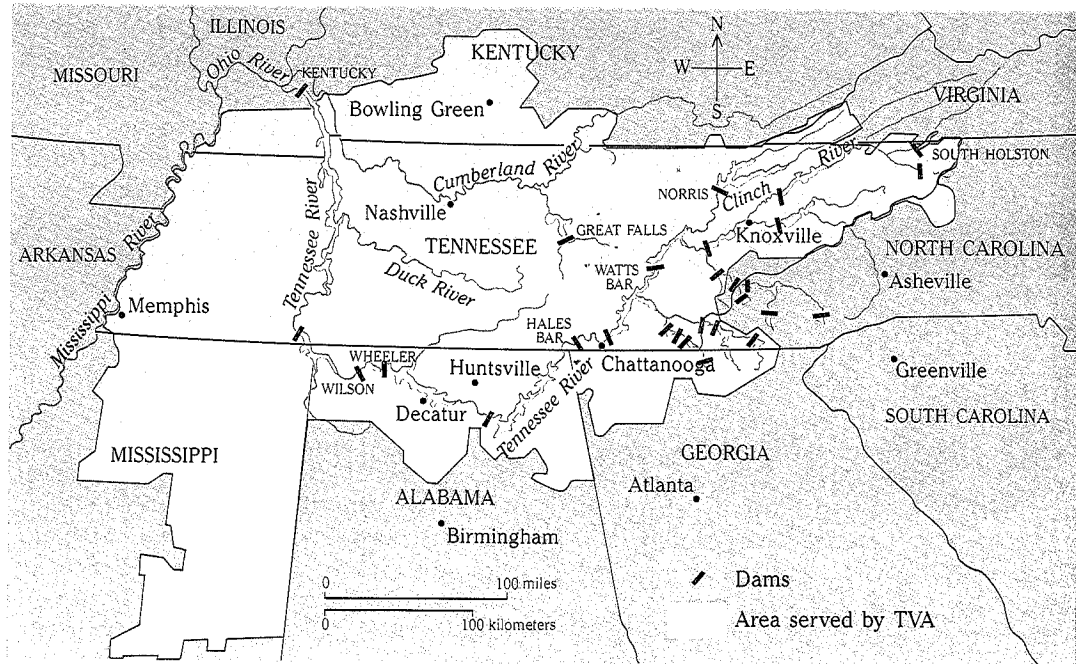 ILLINOIS
MISSOURI
Ohio River
KENTUCKY
KENTUCKY
N
W
E
S
VIRGINIA
Bowling Green
Cumberland River
Clinch River
SOUTH HOLSTON
NORRIS
Nashville
GREAT FALLS
Knoxville
TENNESSEE
Tennessee River
ARKANSAS
Mississippi River
NORTH CAROLINA
WATTS
BAR
Asheville
Duck River
Memphis
HALES
BAR
WHEELER
Chattanooga
WILSON
Huntsville
Greenville
Decatur
Tennessee River
SOUTH CAROLINA
MISSISSIPPI
GEORGIA
Atlanta
ALABAMA
Birmingham
0
100 miles
0
100 kilometers
Dams
Area served by TVA